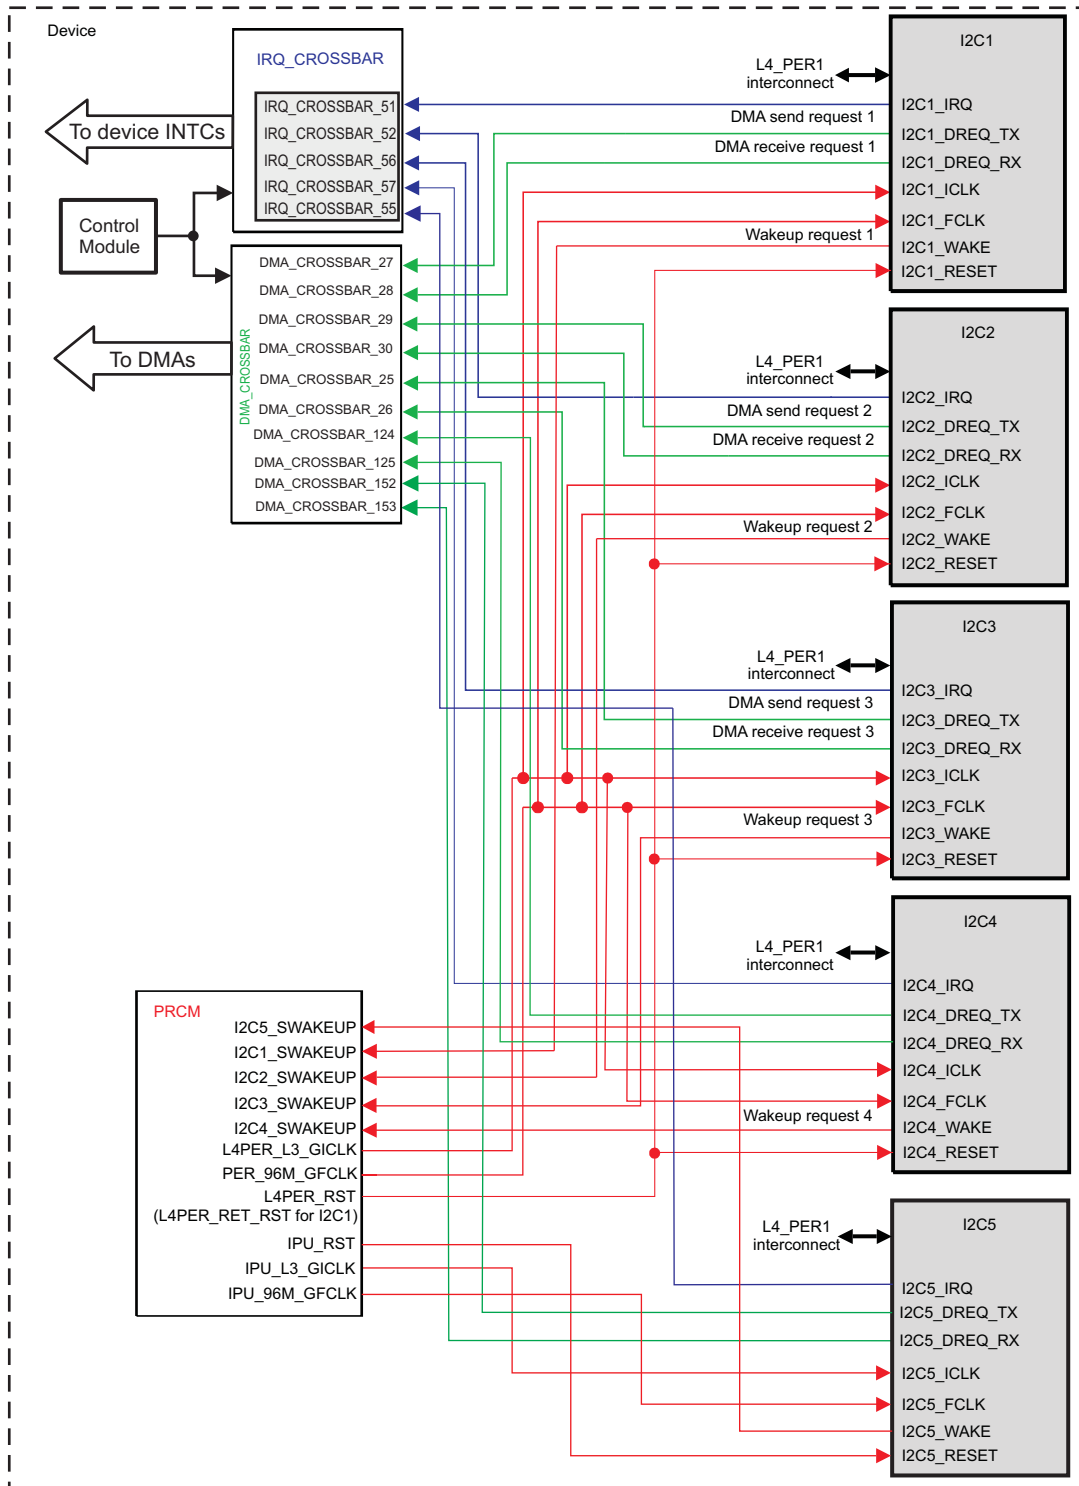 Device
IRQ_CROSSBAR
IRQ_CROSSBAR_51
IRQ_CROSSBAR_52
IRQ_CROSSBAR_56
IRQ_CROSSBAR_57
IRQ_CROSSBAR_55
To device INTCs
Control
Module
DMA_CROSSBAR
DMA_CROSSBAR_27
DMA_CROSSBAR_28
DMA_CROSSBAR_29
DMA_CROSSBAR_30
DMA_CROSSBAR_25
DMA_CROSSBAR_26
DMA_CROSSBAR_124
DMA_CROSSBAR_125
DMA_CROSSBAR_152
DMA_CROSSBAR_153
To DMAs
I2C1
L4_PER1
interconnect
I2C1_IRQ
DMA send request 1
I2C1_DREQ_TX
DMA receive request 1
I2C1_DREQ_RX
I2C1_ICLK
I2C1_FCLK
Wakeup request 1
I2C1_WAKE
I2C1_RESET
I2C2
L4_PER1
interconnect
I2C2_IRQ
DMA send request 2
I2C2_DREQ_TX
DMA receive request 2
I2C2_DREQ_RX
I2C2_ICLK
I2C2_FCLK
Wakeup request 2
I2C2_WAKE
I2C2_RESET
I2C3
L4_PER1
interconnect
I2C3_IRQ
DMA send request 3
I2C3_DREQ_TX
DMA receive request 3
I2C3_DREQ_RX
I2C3_ICLK
I2C3_FCLK
Wakeup request 3
I2C3_WAKE
I2C3_RESET
I2C4
L4_PER1
interconnect
I2C4_IRQ
I2C4_DREQ_TX
I2C4_DREQ_RX
I2C4_ICLK
I2C4_FCLK
Wakeup request 4
I2C4_WAKE
I2C4_RESET
PRCM
I2C5_SWAKEUP
I2C1_SWAKEUP
I2C2_SWAKEUP
I2C3_SWAKEUP
I2C4_SWAKEUP
L4PER_L3_GICLK
PER_96M_GFCLK
L4PER_RST
(L4PER_RET_RST for I2C1)
IPU_RST
IPU_L3_GICLK
IPU_96M_GFCLK
I2C5
L4_PER1
interconnect
I2C5_IRQ
I2C5_DREQ_TX
I2C5_DREQ_RX
I2C5_ICLK
I2C5_FCLK
I2C5_WAKE
I2C5_RESET